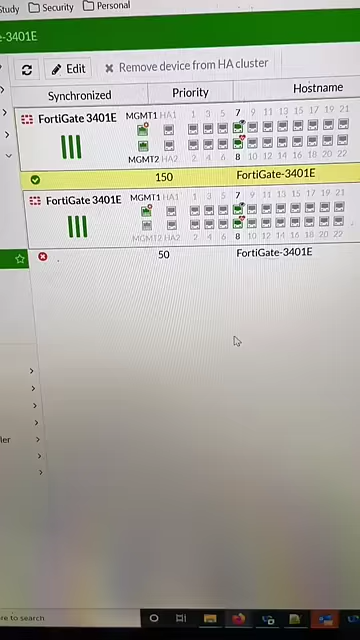 Study Security Personal
e-3401E
Edit Remove device from HA cluster
Synchronized Priority Hostname
FortiGate 3401E MGMT1 HA1 1 3 5 7 9 11 13 15 17 19 21
MGMT2 HA2 2 4 6 8 10 12 14 16 18 20 22
150 FortiGate-3401E
FortiGate 3401E MGMT1 HA1 1 3 5 7 9 11 13 15 17 19 21
MGMT2 HA2 2 4 6 8 10 12 14 16 18 20 22
50 FortiGate-3401E
ler
re to search